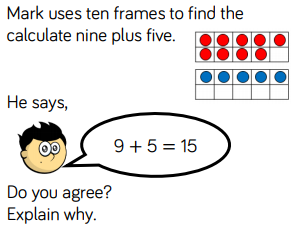 Mark uses ten frames to find the
calculate nine plus five.
He says,
9 + 5 = 15
Do you agree?
Explain why.